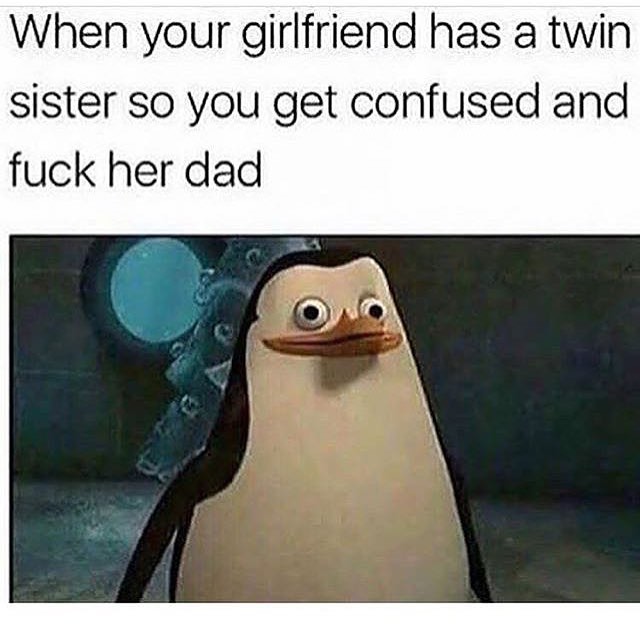 When your girlfriend has a twin
sister so you get confused and
fuck her dad